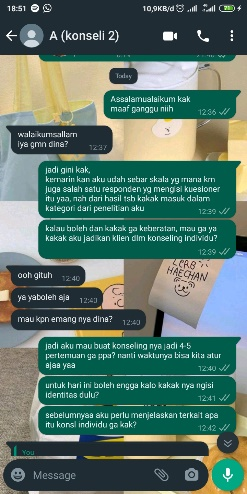 18:51
10,9KB/d
A (konseli 2)
Today
Assalamualaikum kak
maaf ganggu niih
12:36
walaikumsallam
iya gmn dina?
12:37
jadi gini kak,
kemarin kan aku udah sebar skala yg mana km
juga salah satu responden yg mengisi kuesioner
itu yaa, nah dari hasil tsb kakak masuk dalam
kategori dari penelitian aku
12:39
kalau boleh dan kakak ga keberatan, mau ga ya
kakak aku jadikan klien dlm konseling individu?
12:39
ooh gituh
12:40
ya yaboleh aja
12:40
LERB
HAECHAN
mau kpn emang nya dina?
12:40
jadi aku mau buat konseling nya jadi 4-5
pertemuan ga ppa? nanti waktunya bisa kita atur
ajaa yaa
12:40
untuk hari ini boleh engga kalo kakak nya ngisi
identitas dulu?
12:41
sebelumnyaa aku perlu menjelaskan terkait apa
itu konsl individu ga kak?
12:42
You
Message